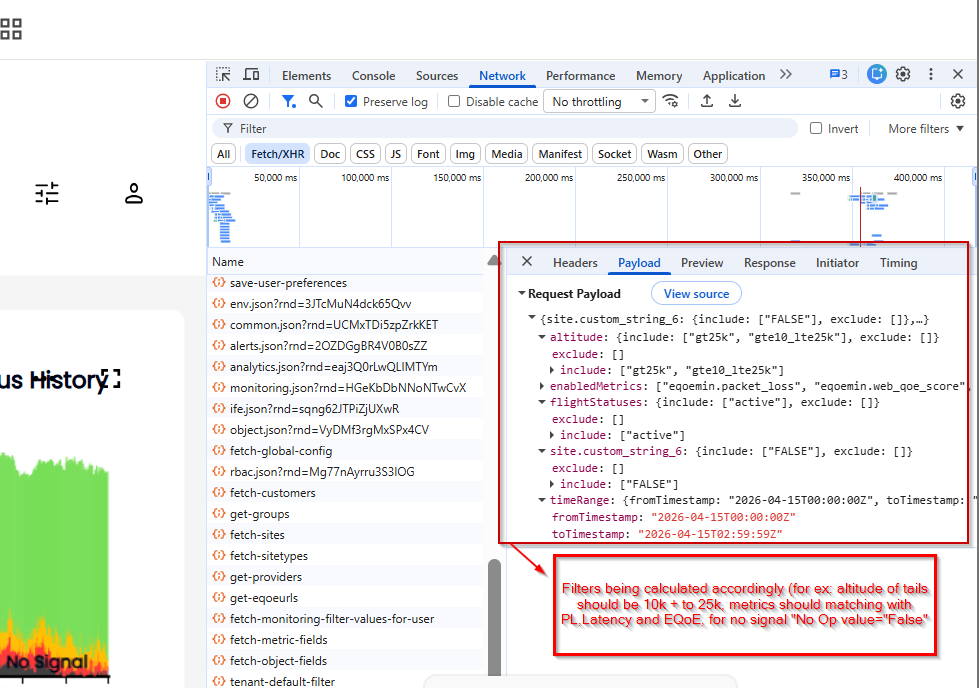 Elements Console Sources Network Performance Memory Application 3
Preserve log Disable cache No throttling
Filter Invert More filters
All Fetch/XHR Doc CSS JS Font Img Media Manifest Socket Wasm Other
50,000 ms 100,000 ms 150,000 ms 200,000 ms 250,000 ms 300,000 ms 350,000 ms 400,000 ms
Name
save-user-preferences
env.json?rnd=3JTcMuN4dck65Qvv
common.json?rnd=UCMxTDi5zpZrkKET
alerts.json?rnd=2OZDGgBR4V0B0sZZ
analytics.json?rnd=eaj3Q0rLwQLIMTYm
monitoring.json?rnd=HGeKbDbNNoNTwCvX
ife.json?rnd=sqng62JTPiZjUXwR
object.json?rnd=VyDMf3rgMxSPx4CV
fetch-global-config
rbac.json?rnd=Mg77nAyrru3S3IOG
fetch-customers
get-groups
fetch-sites
fetch-sitetypes
get-providers
get-eqoeurls
fetch-monitoring-filter-values-for-user
fetch-metric-fields
fetch-object-fields
tenant-default-filter
Headers Payload Preview Response Initiator Timing
Request Payload View source
{site.custom_string_6: {include: ["FALSE"], exclude: []},…}
altitude: {include: ["gt25k", "gte10_lte25k"], exclude: []}
exclude: []
include: ["gt25k", "gte10_lte25k"]
enabledMetrics: ["eqoemin.packet_loss", "eqoemin.web_qoe_score",
flightStatuses: {include: ["active"], exclude: []}
exclude: []
include: ["active"]
site.custom_string_6: {include: ["FALSE"], exclude: []}
exclude: []
include: ["FALSE"]
timeRange: {fromTimestamp: "2026-04-15T00:00:00Z", toTimestamp: "
fromTimestamp: "2026-04-15T00:00:00Z"
toTimestamp: "2026-04-15T02:59:59Z"
Filters being calculated accordingly (for ex: altitude of tails
should be 10k + to 25k, metrics should matching with
PL,Latency and EQoE, for no signal "No Op value="False"
us History
No Signal